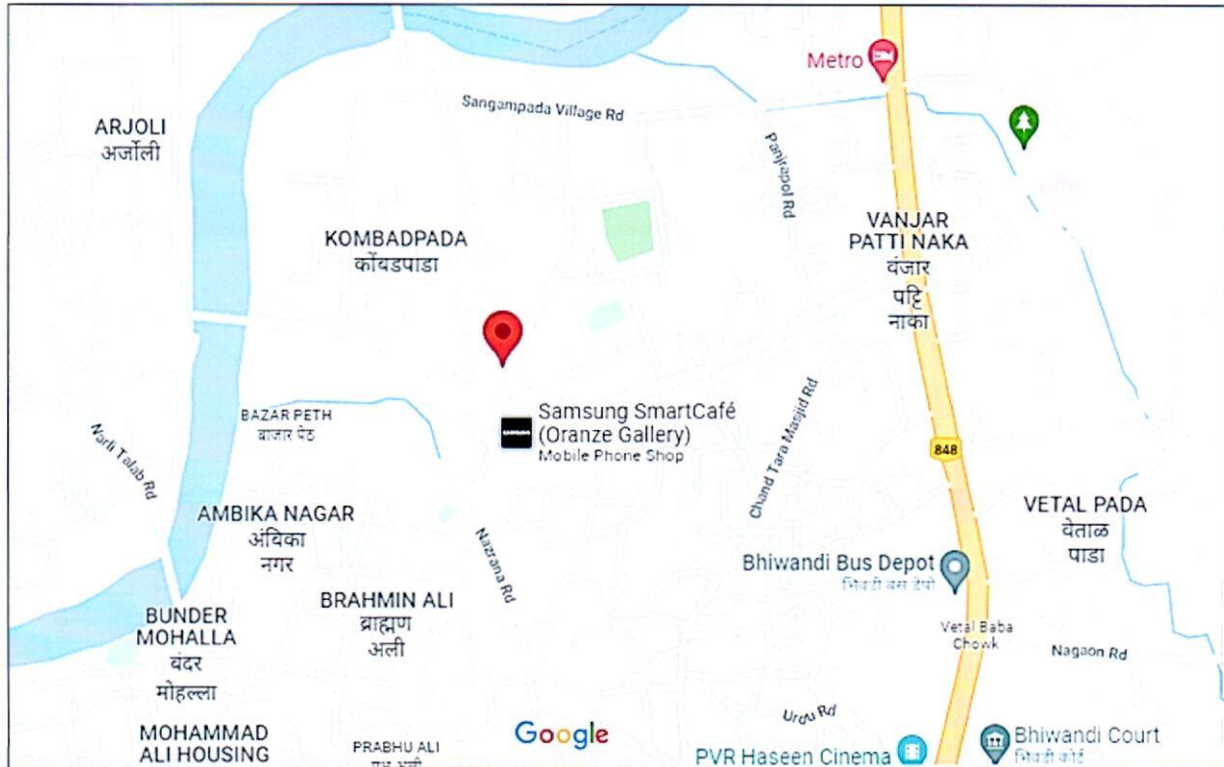 Metro
Sangampada Village Rd
ARJOLI
अर्जोली
Panjrapol Rd
KOMBADPADA
कोंबडपाडा
VANJAR
PATTI NAKA
वंजार
पट्टि
नाका
BAZAR PETH
बाजार पेठ
Samsung SmartCafé
(Oranze Gallery)
Mobile Phone Shop
Narli Talab Rd
Chand Tara Masjid Rd
848
AMBIKA NAGAR
अंबिका
नगर
VETAL PADA
वेताळ
पाडा
Nazrana Rd
Bhiwandi Bus Depot
भिवंडी बस डेपो
BRAHMIN ALI
ब्राह्मण
अली
BUNDER
MOHALLA
बंदर
मोहल्ला
Vetal Baba
Chowk
Nagaon Rd
Urdu Rd
MOHAMMAD
ALI HOUSING
PRABHU ALI
Google
PVR Haseen Cinema
Bhiwandi Court
भिवंडी कोर्ट